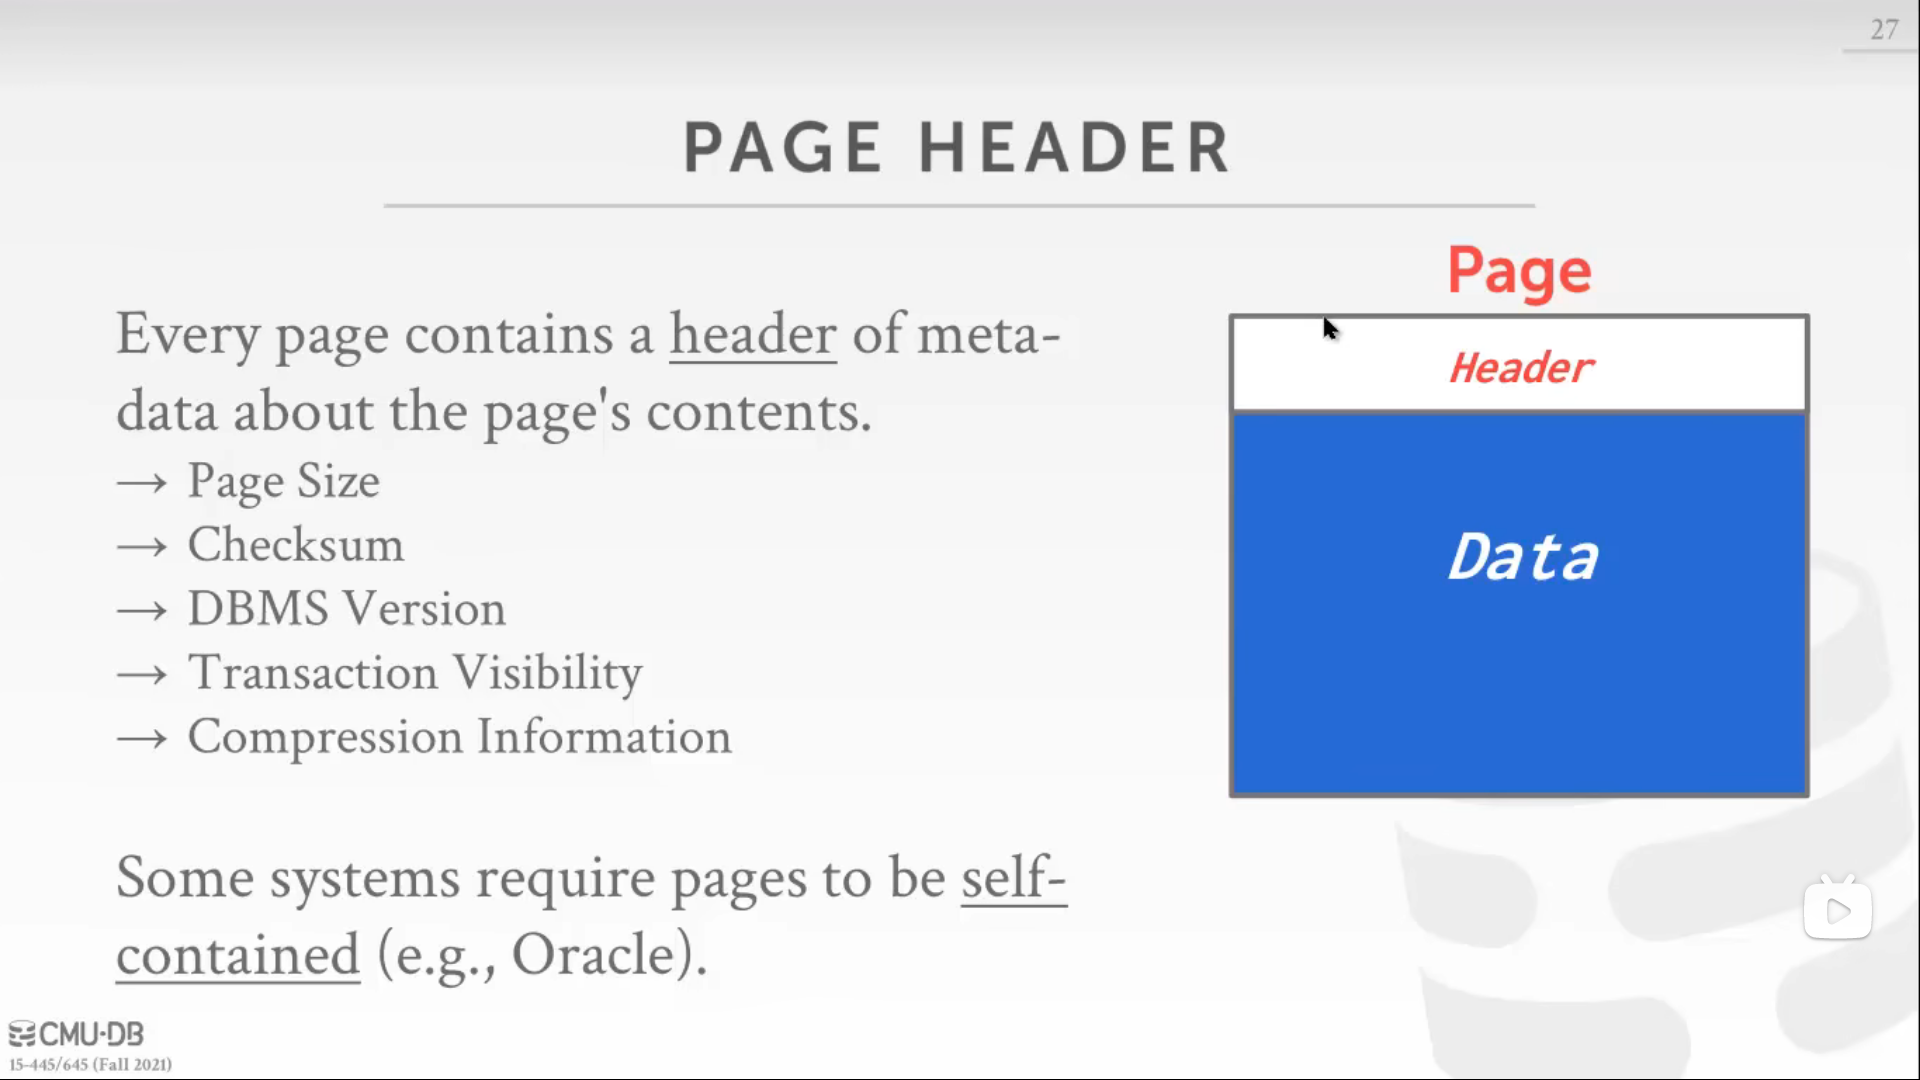 27
PAGE HEADER
Every page contains a header of meta-
data about the page's contents.
→ Page Size
→ Checksum
→ DBMS Version
→ Transaction Visibility
→ Compression Information
Some systems require pages to be self-
contained (e.g., Oracle).
Page
Header
Data
CMU·DB
15-445/645 (Fall 2021)